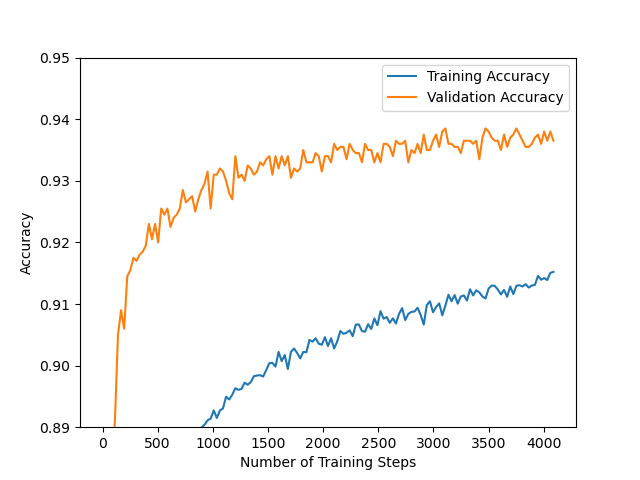 0.95
0.94
0.93
0.92
0.91
0.90
0.89
Accuracy
Training Accuracy
Validation Accuracy
0 500 1000 1500 2000 2500 3000 3500 4000
Number of Training Steps